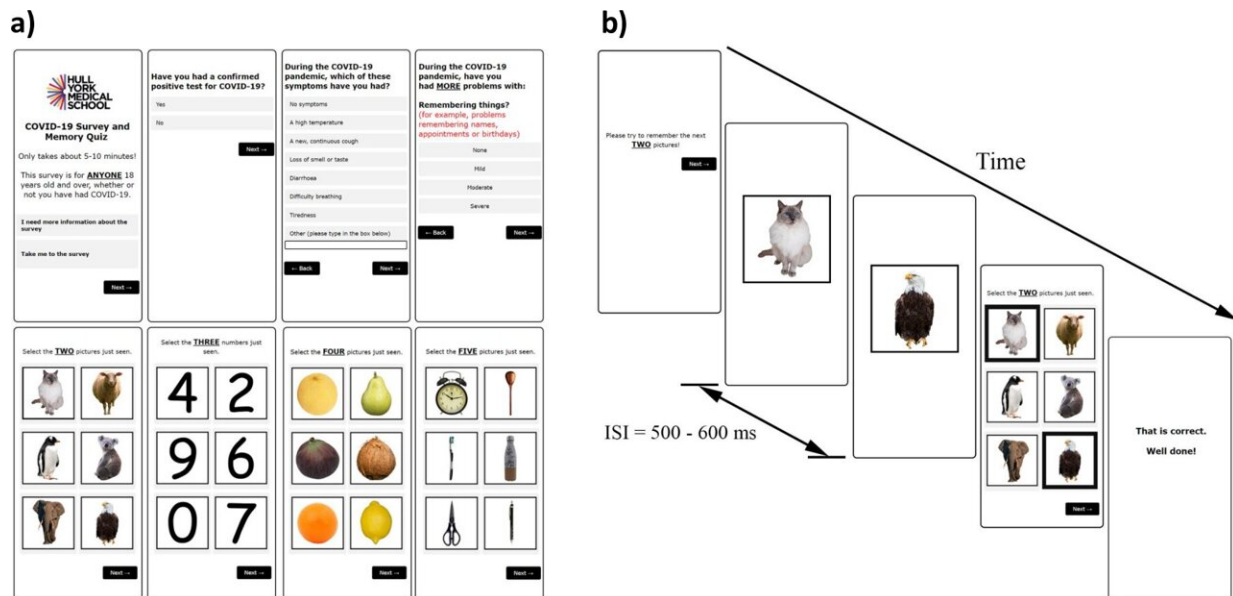 a)
HULL
YORK
MEDICAL
SCHOOL
COVID-19 Survey and
Memory Quiz
Only takes about 5-10 minutes!
This survey is for ANYONE 18
years old and over, whether or
not you have had COVID-19.
I need more information about the
survey
Take me to the survey
Next →
Have you had a confirmed
positive test for COVID-19?
Yes
No
Next →
During the COVID-19
pandemic, which of these
symptoms have you had?
No symptoms
A high temperature
A new, continuous cough
Loss of smell or taste
Diarrhoea
Difficulty breathing
Tiredness
Other (please type in the box below)
← Back
Next →
During the COVID-19
pandemic, have you
had MORE problems with:
Remembering things?
(for example, problems
remembering names,
appointments or birthdays)
None
Mild
Moderate
Severe
← Back
Next →
Select the TWO pictures just seen.
Next →
Select the THREE numbers just
seen.
4 2
9 6
0 7
Next →
Select the FOUR pictures just seen.
Next →
Select the FIVE pictures just seen.
Next →
b)
Please try to remember the next
TWO pictures!
Next →
Time
ISI = 500 - 600 ms
Select the TWO pictures just seen.
Next →
That is correct.
Well done!